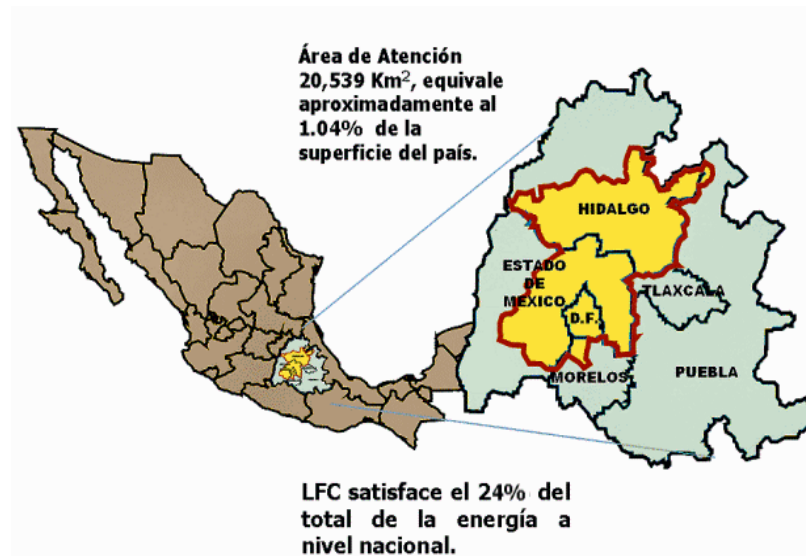 Área de Atención
20,539 Km², equivale
aproximadamente al
1.04% de la
superficie del país.
HIDALGO
ESTADO
DE
MEXICO
D.F.
TLAXCALA
MORELOS
PUEBLA
LFC satisface el 24% del
total de la energía a
nivel nacional.